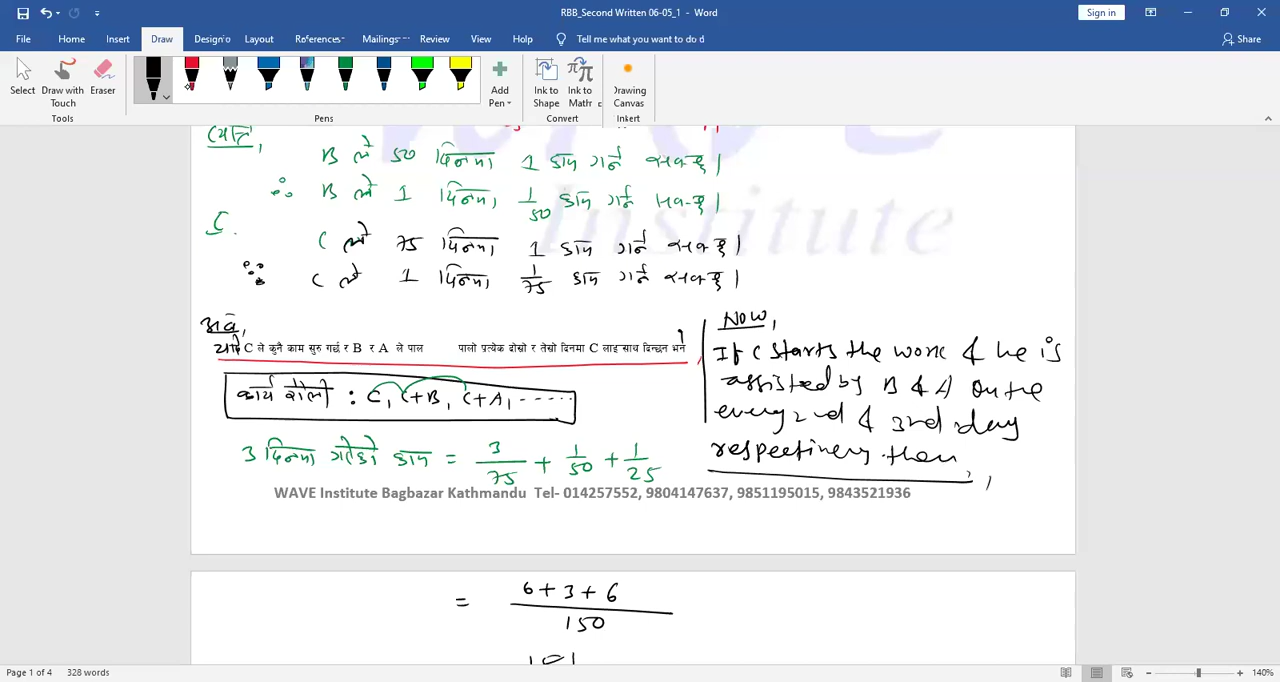 RBB_Second Written 06-05_1 - Word
Sign in
File Home Insert Draw Design Layout References Mailings Review View Help Tell me what you want to do d Share
Select Draw with Touch Eraser Add Pen Ink to Shape Ink to Math Drawing Canvas
Tools Pens Convert Insert
B ले 50 दिनमा 1 काम गर्न सक्छ।
∴ B ले 1 दिनमा 1/50 काम गर्न सक्छ।
Institute
C ले 75 दिनमा 1 काम गर्न सक्छ।
∴ C ले 1 दिनमा 1/75 काम गर्न सक्छ।
अब,
C ले कुनै काम सुरु गर्छ र B र A ले पालै पालो प्रत्येक दोस्रो र तेस्रो दिनमा C लाई साथ दिन्छन भने
कार्य शैली : C, C+B, C+A, ......
3 दिनमा गरेको काम = 3/75 + 1/50 + 1/25
Now,
If C starts the work & he is
assisted by B & A on the
every 2nd & 3rd day
respectively then
WAVE Institute Bagbazar Kathmandu Tel- 014257552, 9804147637, 9851195015, 9843521936
= 6+3+6
150
Page 1 of 4 328 words 140%